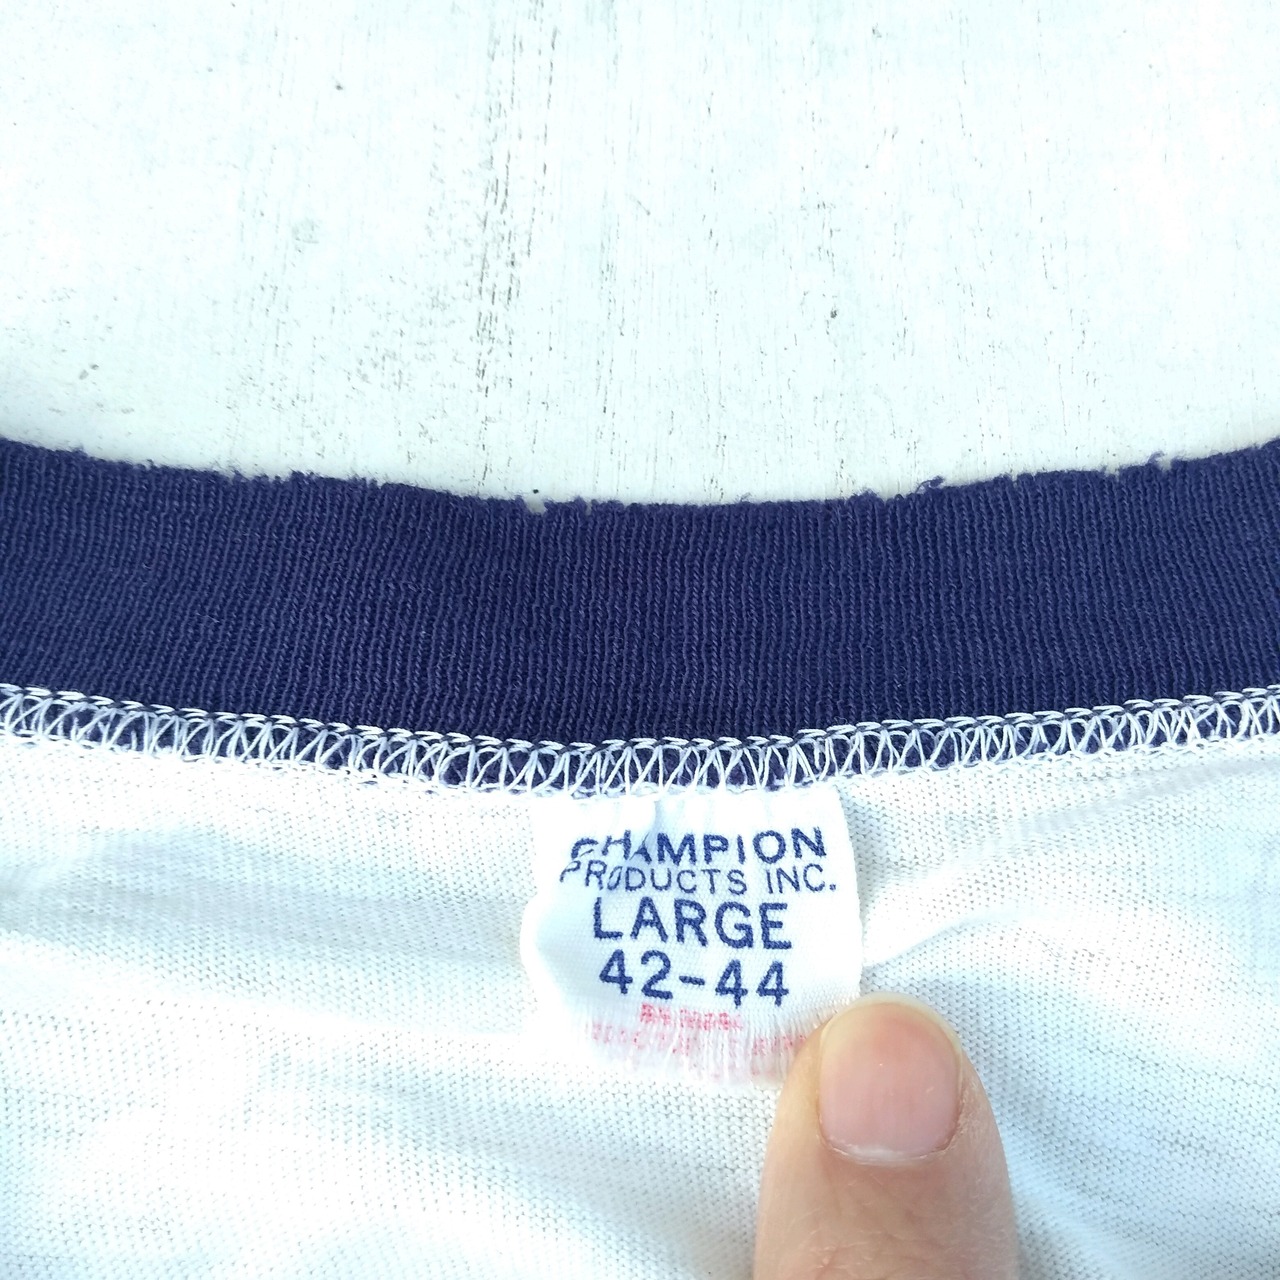 CHAMPION
PRODUCTS INC.
LARGE
42-44